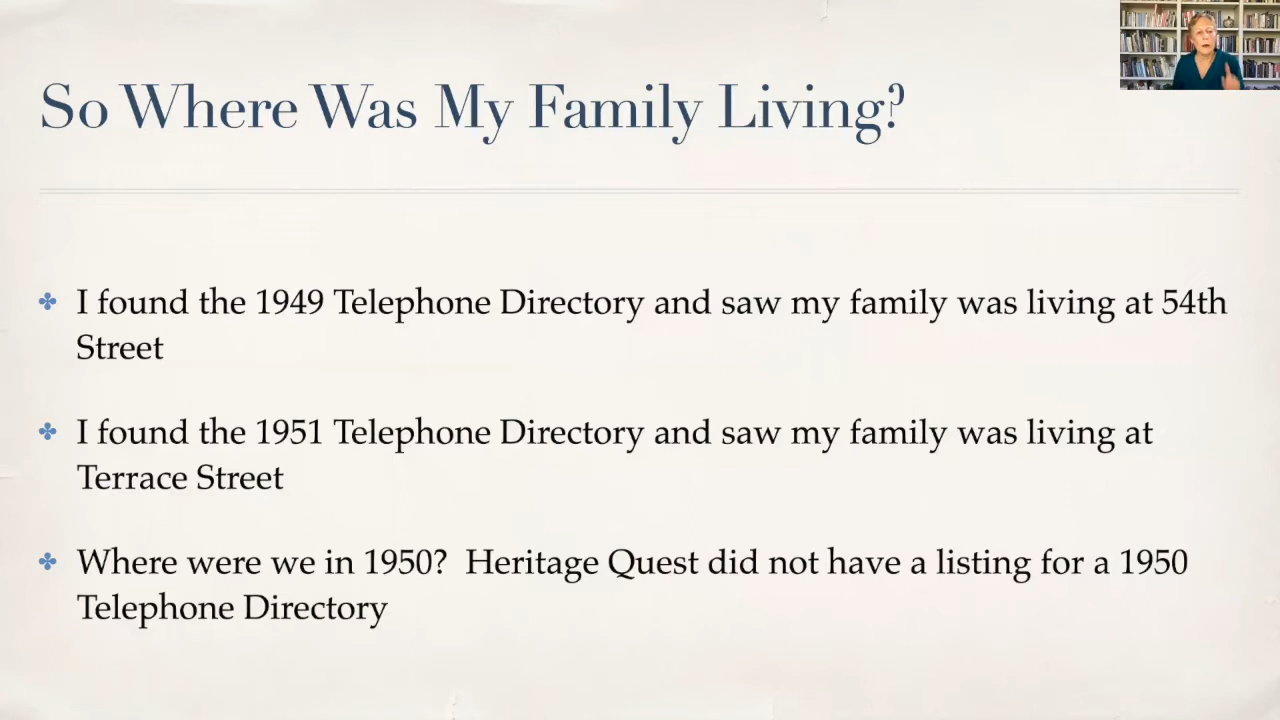 So Where Was My Family Living?
I found the 1949 Telephone Directory and saw my family was living at 54th
Street
I found the 1951 Telephone Directory and saw my family was living at
Terrace Street
Where were we in 1950?  Heritage Quest did not have a listing for a 1950
Telephone Directory